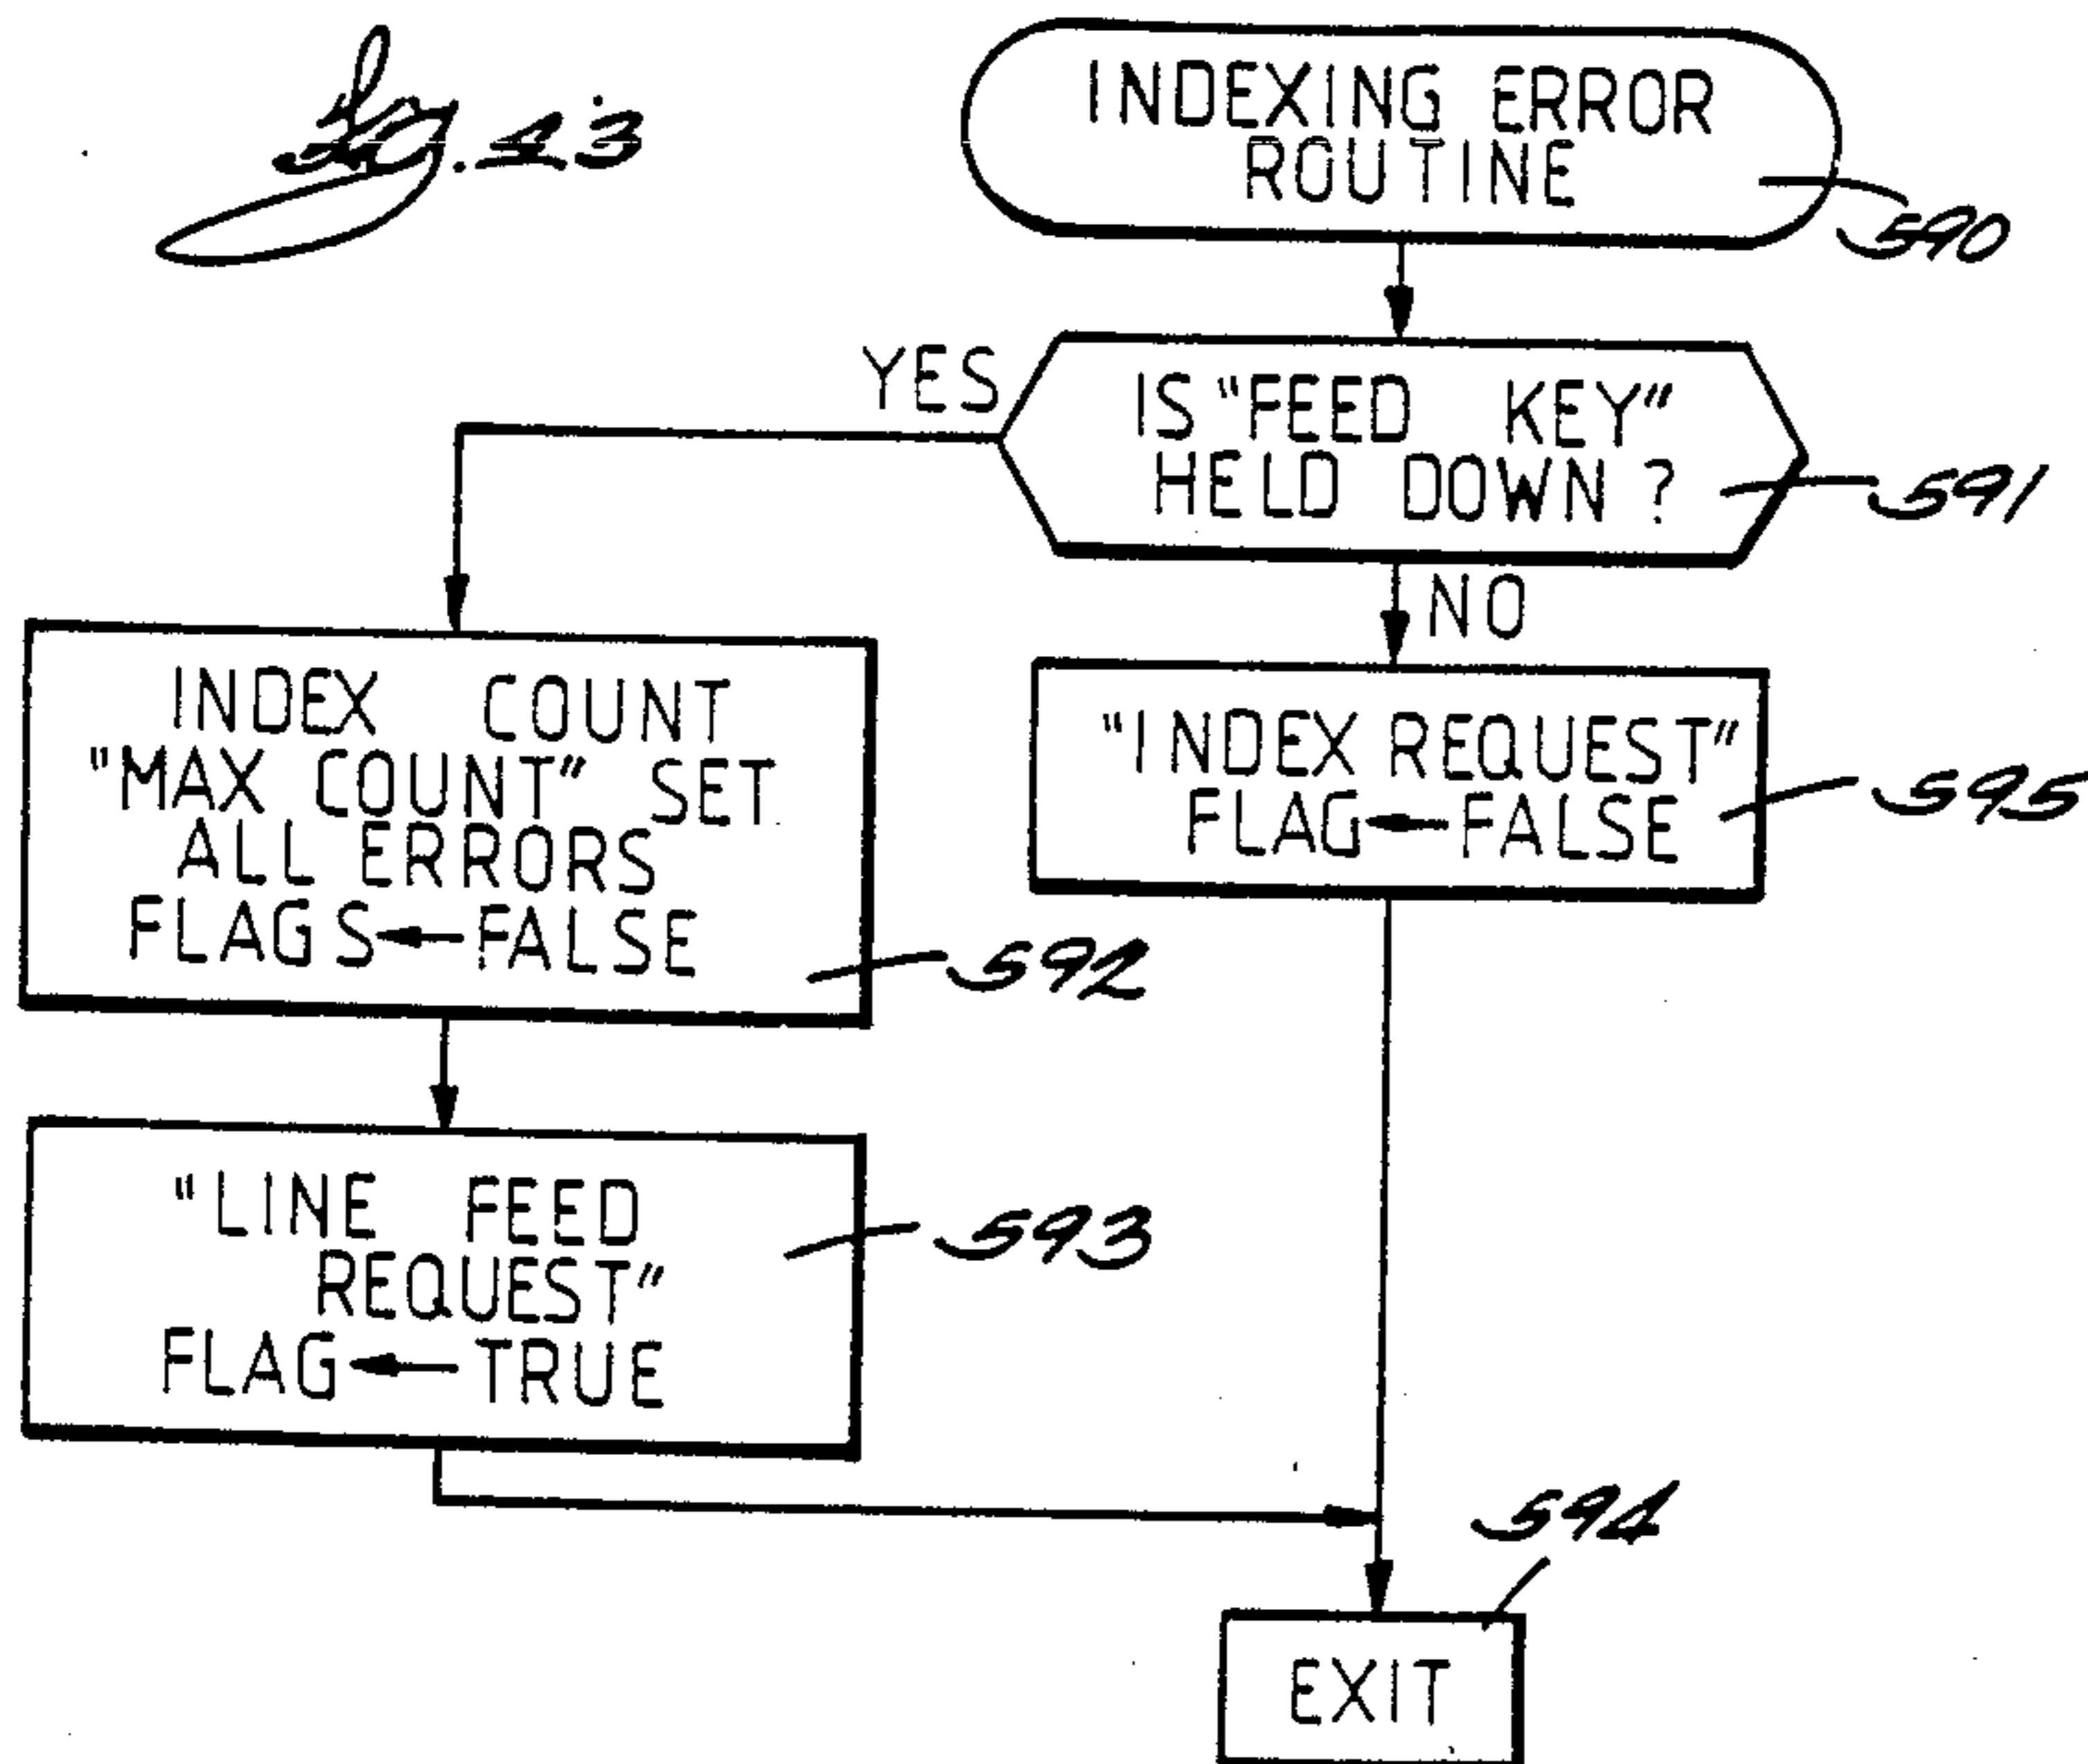 Fig. 23
INDEXING ERROR
ROUTINE
590
IS "FEED KEY"
HELD DOWN ?
591
YES
NO
INDEX COUNT
"MAX COUNT" SET
ALL ERRORS
FLAGS ← FALSE
592
"INDEX REQUEST"
FLAG ← FALSE
595
"LINE FEED
REQUEST"
FLAG ← TRUE
593
594
EXIT